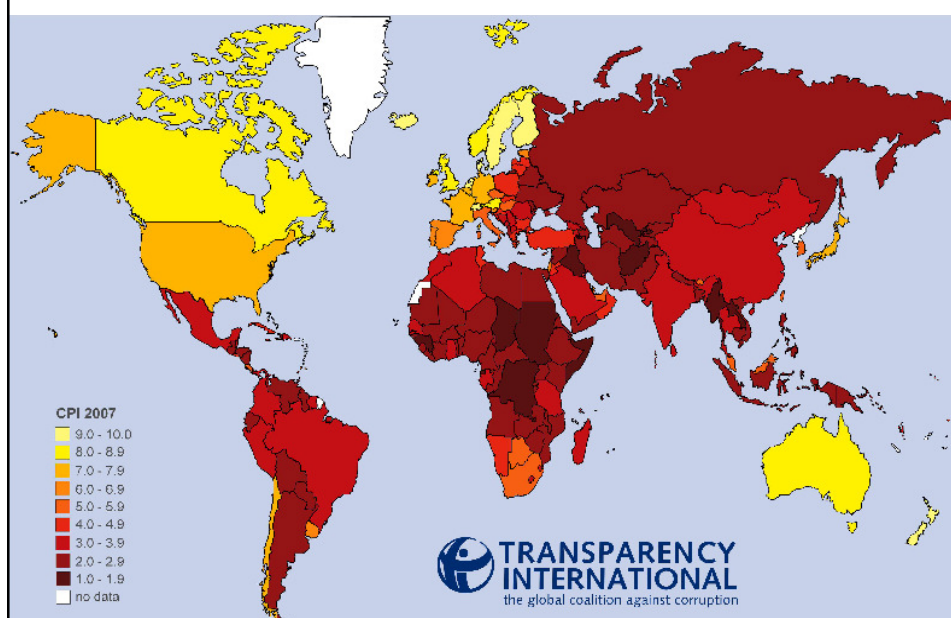 CPI 2007
9.0 - 10.0
8.0 - 8.9
7.0 - 7.9
6.0 - 6.9
5.0 - 5.9
4.0 - 4.9
3.0 - 3.9
2.0 - 2.9
1.0 - 1.9
no data
TRANSPARENCY
INTERNATIONAL
the global coalition against corruption